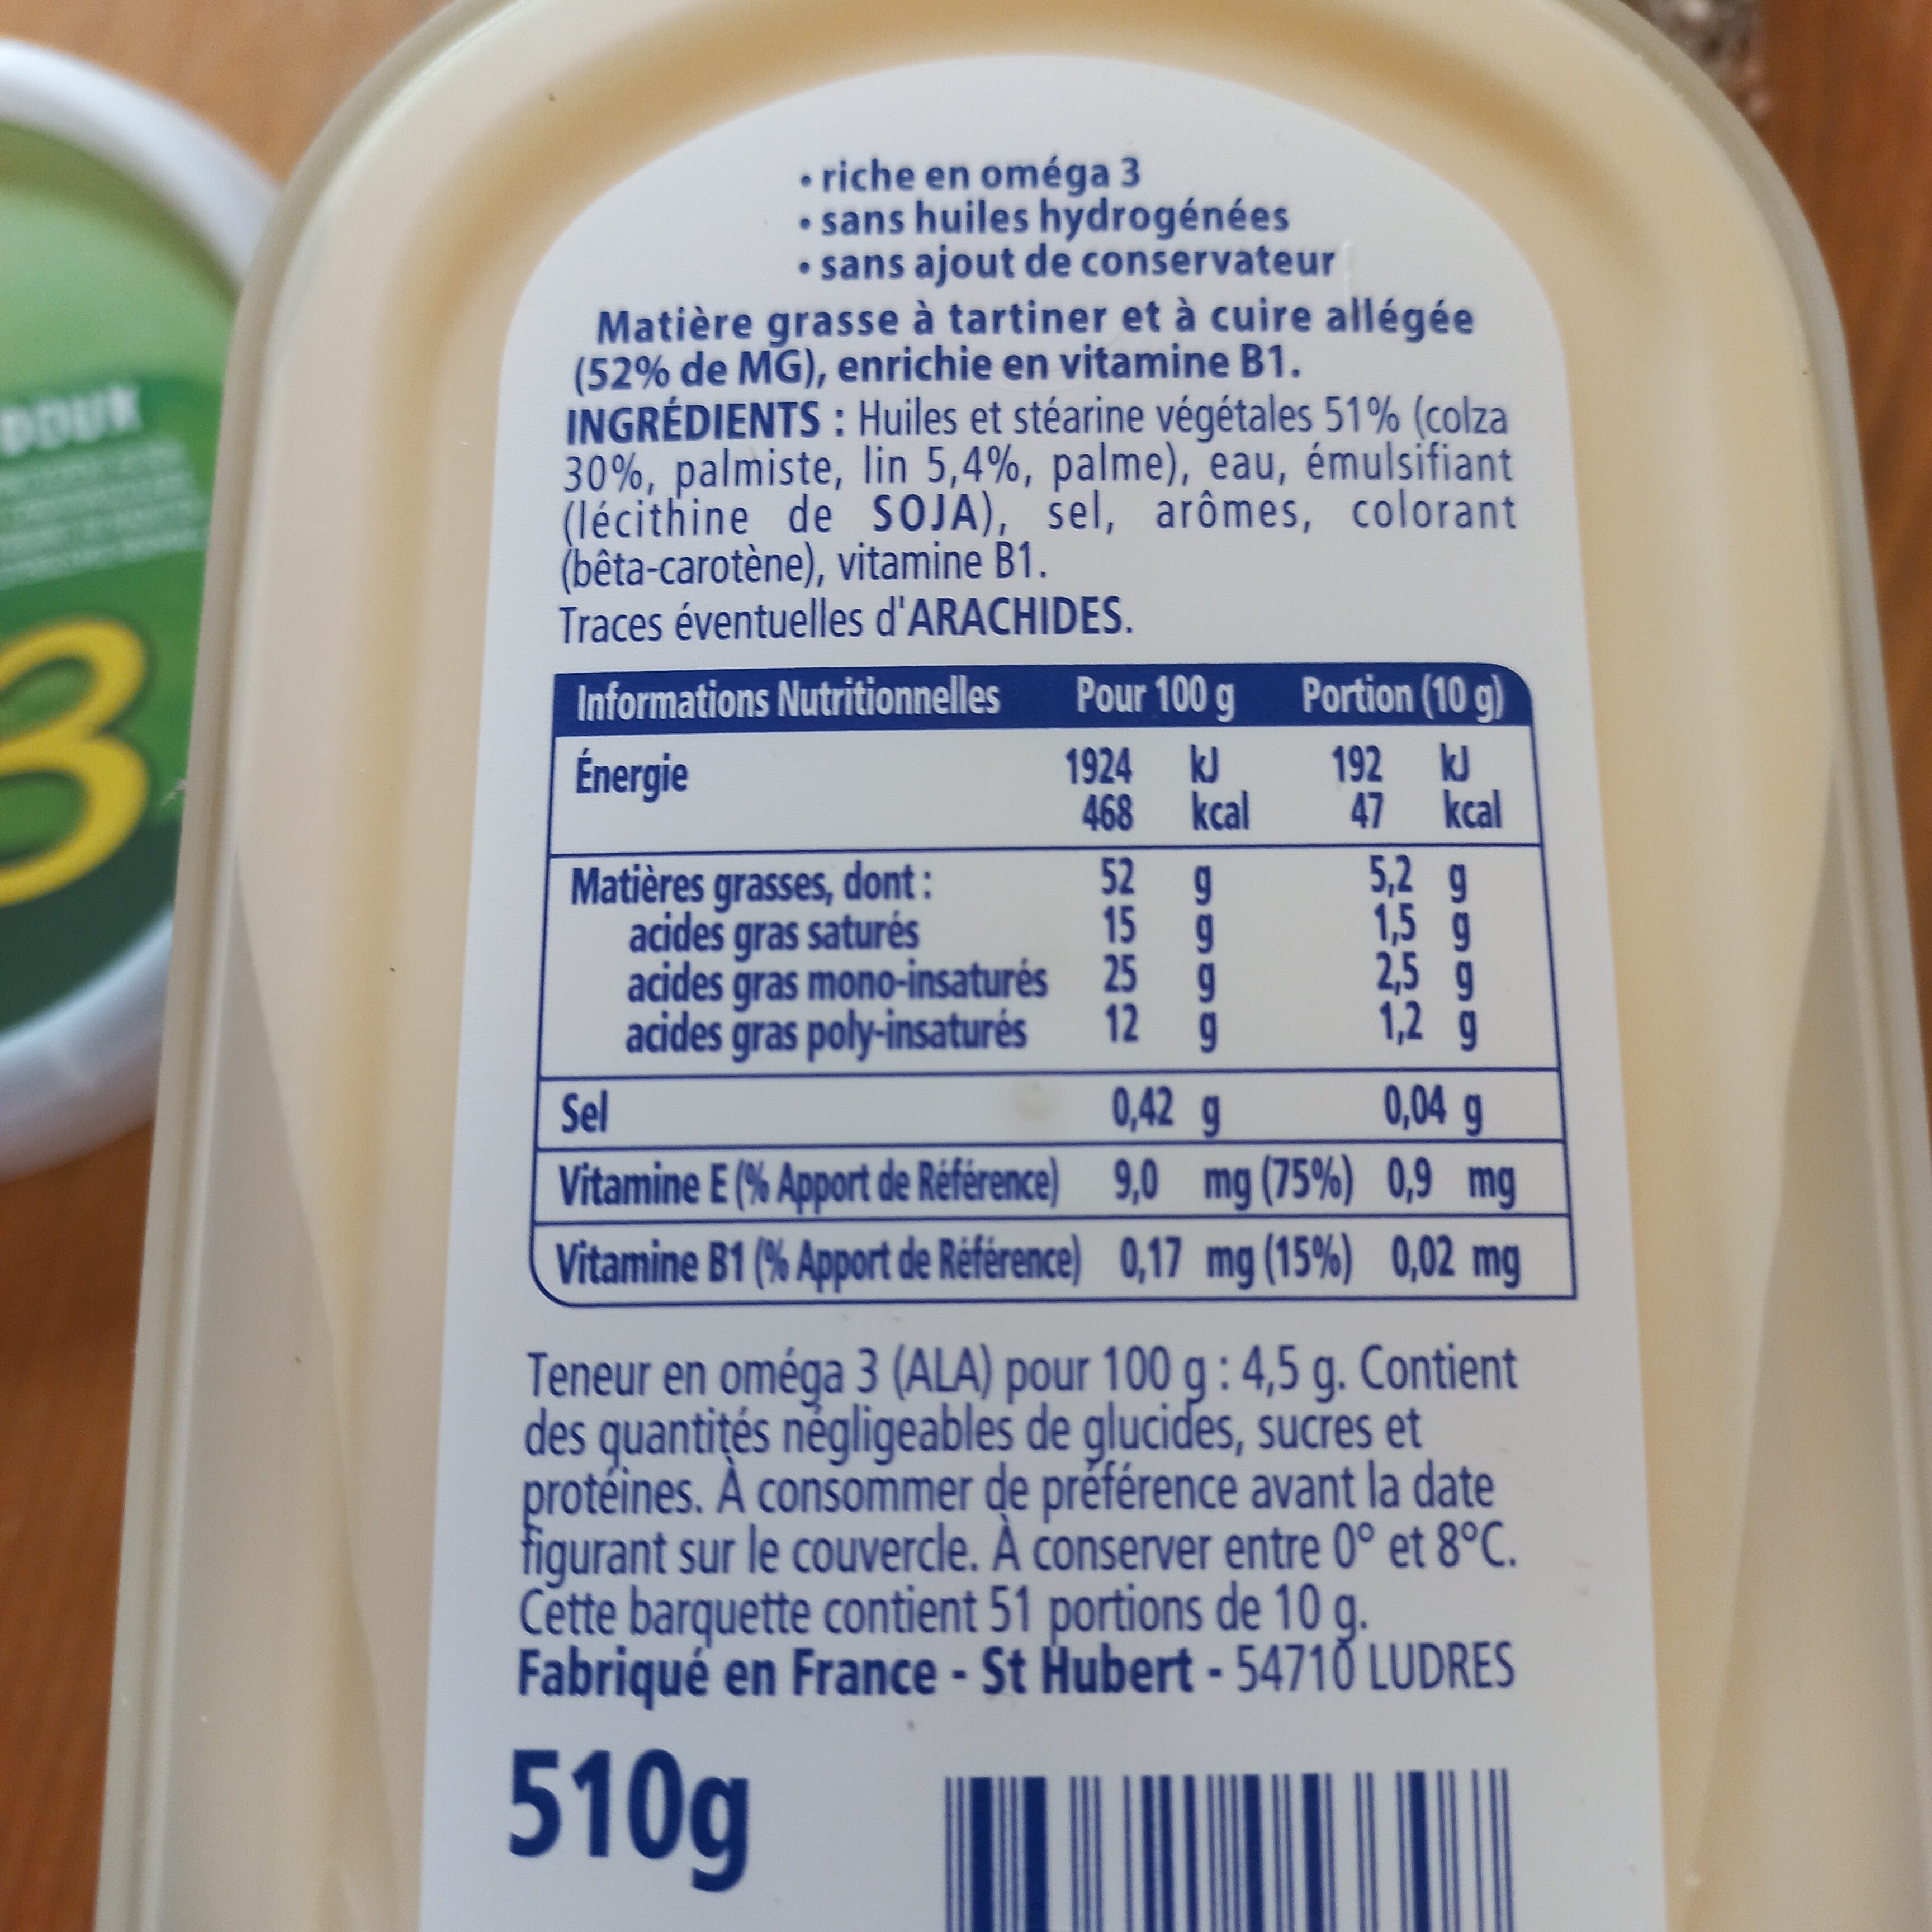 • riche en oméga 3
• sans huiles hydrogénées
• sans ajout de conservateur
Matière grasse à tartiner et à cuire allégée
(52% de MG), enrichie en vitamine B1.
INGRÉDIENTS : Huiles et stéarine végétales 51% (colza
30%, palmiste, lin 5,4%, palme), eau, émulsifiant
(lécithine de SOJA), sel, arômes, colorant
(bêta-carotène), vitamine B1.
Traces éventuelles d'ARACHIDES.
Informations Nutritionnelles Pour 100 g Portion (10 g)
Énergie 1924 kJ 192 kJ
468 kcal 47 kcal
Matières grasses, dont : 52 g 5,2 g
acides gras saturés 15 g 1,5 g
acides gras mono-insaturés 25 g 2,5 g
acides gras poly-insaturés 12 g 1,2 g
Sel 0,42 g 0,04 g
Vitamine E (% Apport de Référence) 9,0 mg (75%) 0,9 mg
Vitamine B1 (% Apport de Référence) 0,17 mg (15%) 0,02 mg
Teneur en oméga 3 (ALA) pour 100 g : 4,5 g. Contient
des quantités négligeables de glucides, sucres et
protéines. À consommer de préférence avant la date
figurant sur le couvercle. À conserver entre 0° et 8°C.
Cette barquette contient 51 portions de 10 g.
Fabriqué en France - St Hubert - 54710 LUDRES
510g
DOUX
3